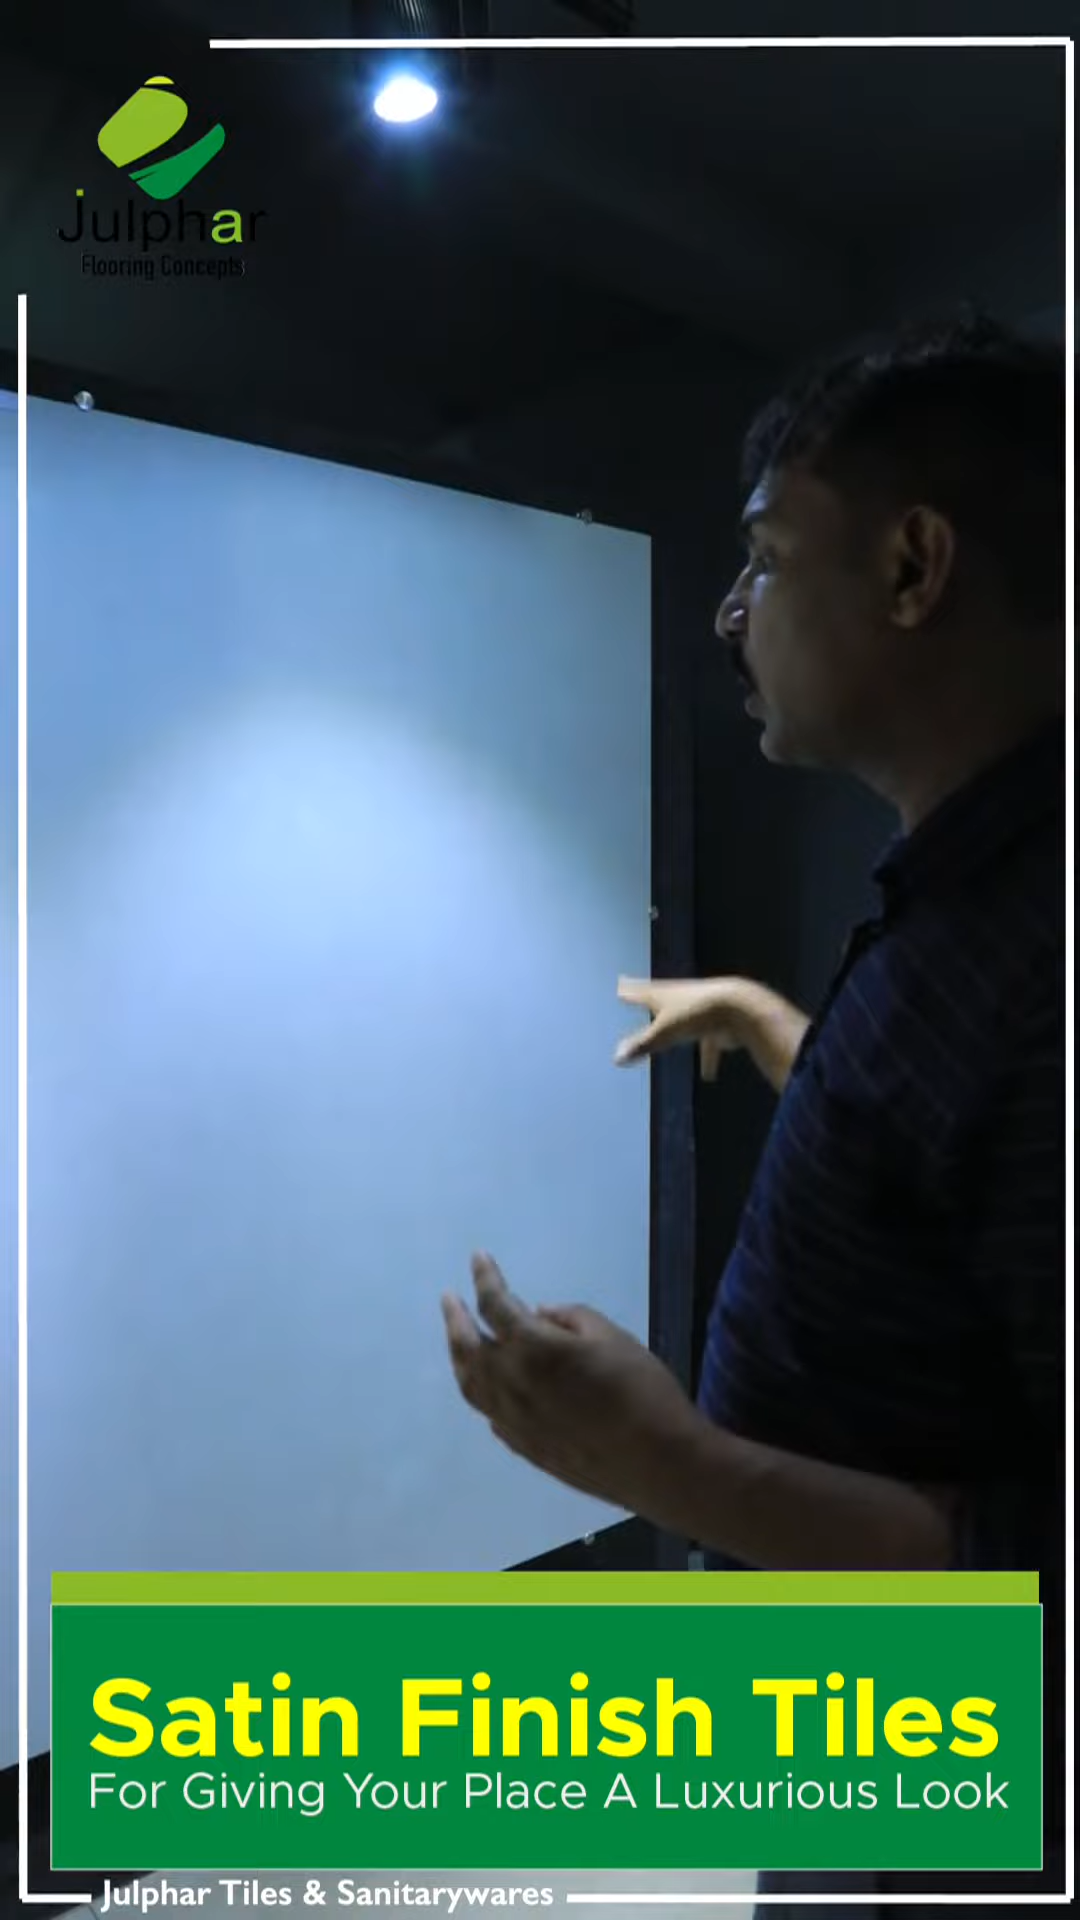 julphar
Flooring Concepts
Satin Finish Tiles
For Giving Your Place A Luxurious Look
Julphar Tiles & Sanitarywares